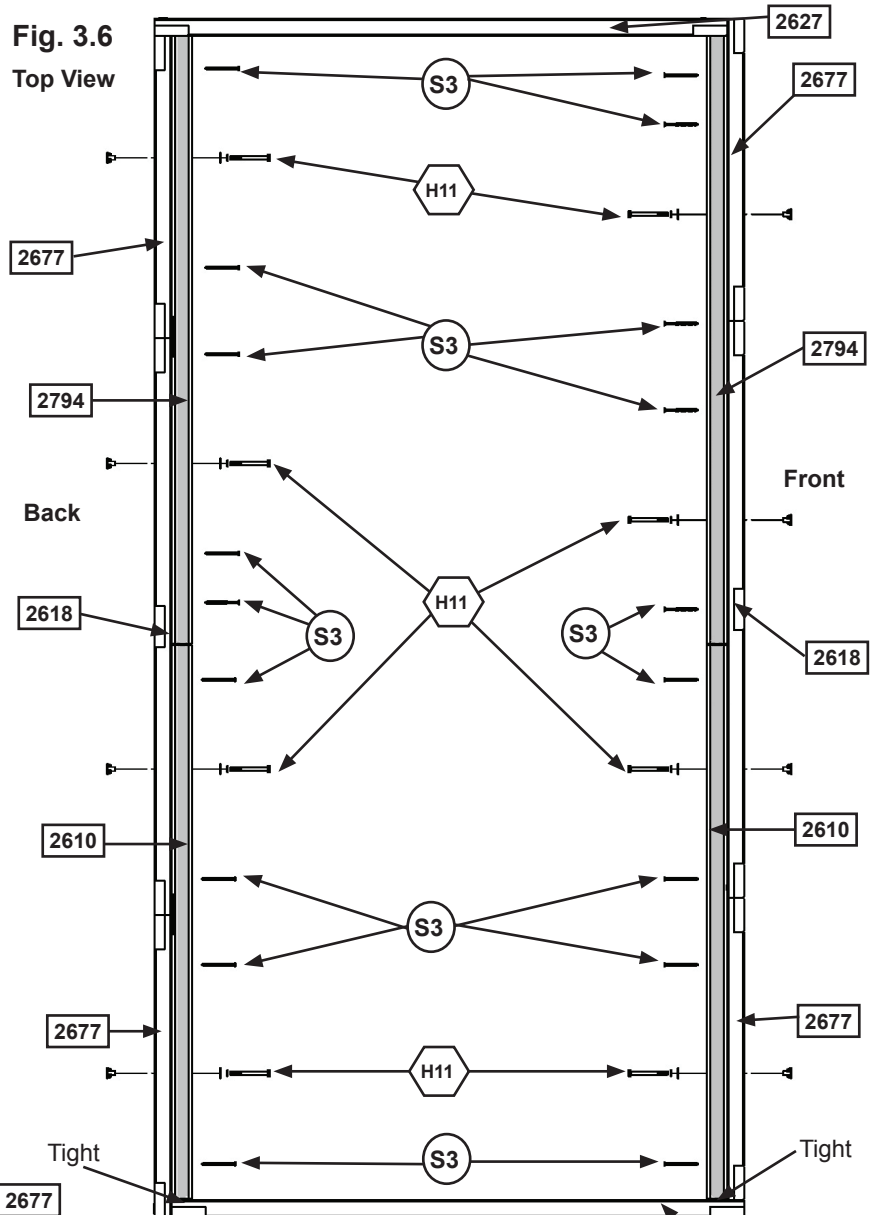 Fig. 3.6
Top View
2627
S3
2677
H11
2677
S3
2794
2794
Back
Front
H11
2618
S3
S3
2618
2610
2610
S3
2677
2677
H11
Tight
S3
Tight
2677